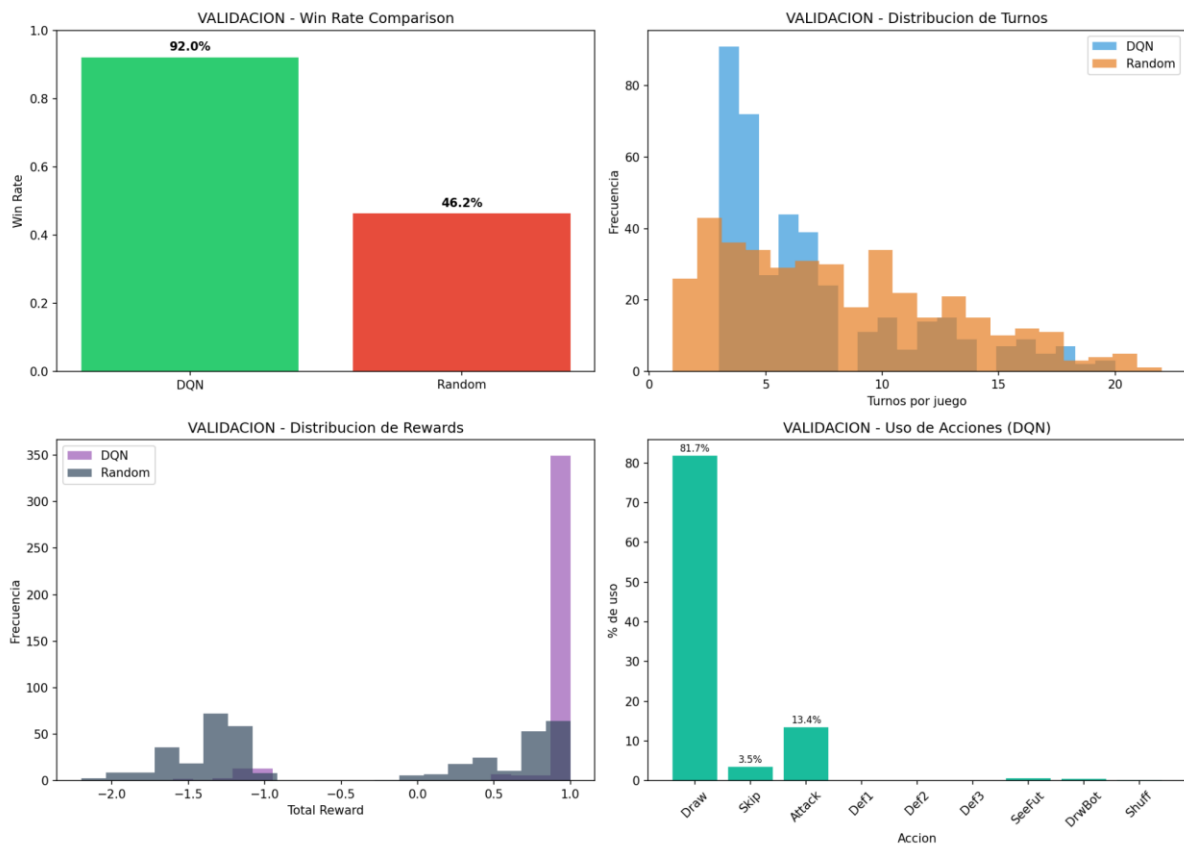 VALIDACION - Win Rate Comparison
1.0
0.8
0.6
0.4
0.2
0.0
Win Rate
92.0%
46.2%
DQN
Random
VALIDACION - Distribucion de Turnos
80
60
40
20
0
Frecuencia
DQN
Random
0
5
10
15
20
Turnos por juego
VALIDACION - Distribucion de Rewards
350
300
250
200
150
100
50
0
Frecuencia
DQN
Random
−2.0
−1.5
−1.0
−0.5
0.0
0.5
1.0
Total Reward
VALIDACION - Uso de Acciones (DQN)
80
70
60
50
40
30
20
10
0
% de uso
81.7%
3.5%
13.4%
Draw
Skip
Attack
Def1
Def2
Def3
SeeFut
DrwBot
Shuff
Accion